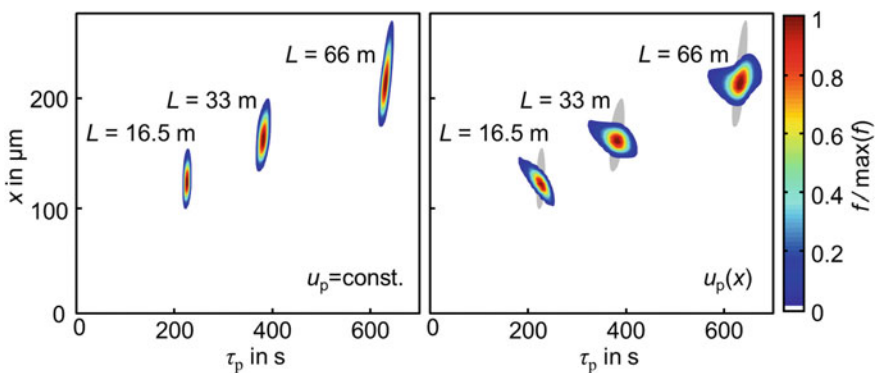 x in μm
200
100
0
L = 16.5 m
L = 33 m
L = 66 m
u_p=const.
0 200 400 600
τ_p in s
L = 16.5 m
L = 33 m
L = 66 m
u_p(x)
0 200 400 600
τ_p in s
1
0.8
0.6
0.4
0.2
0
f / max(f)